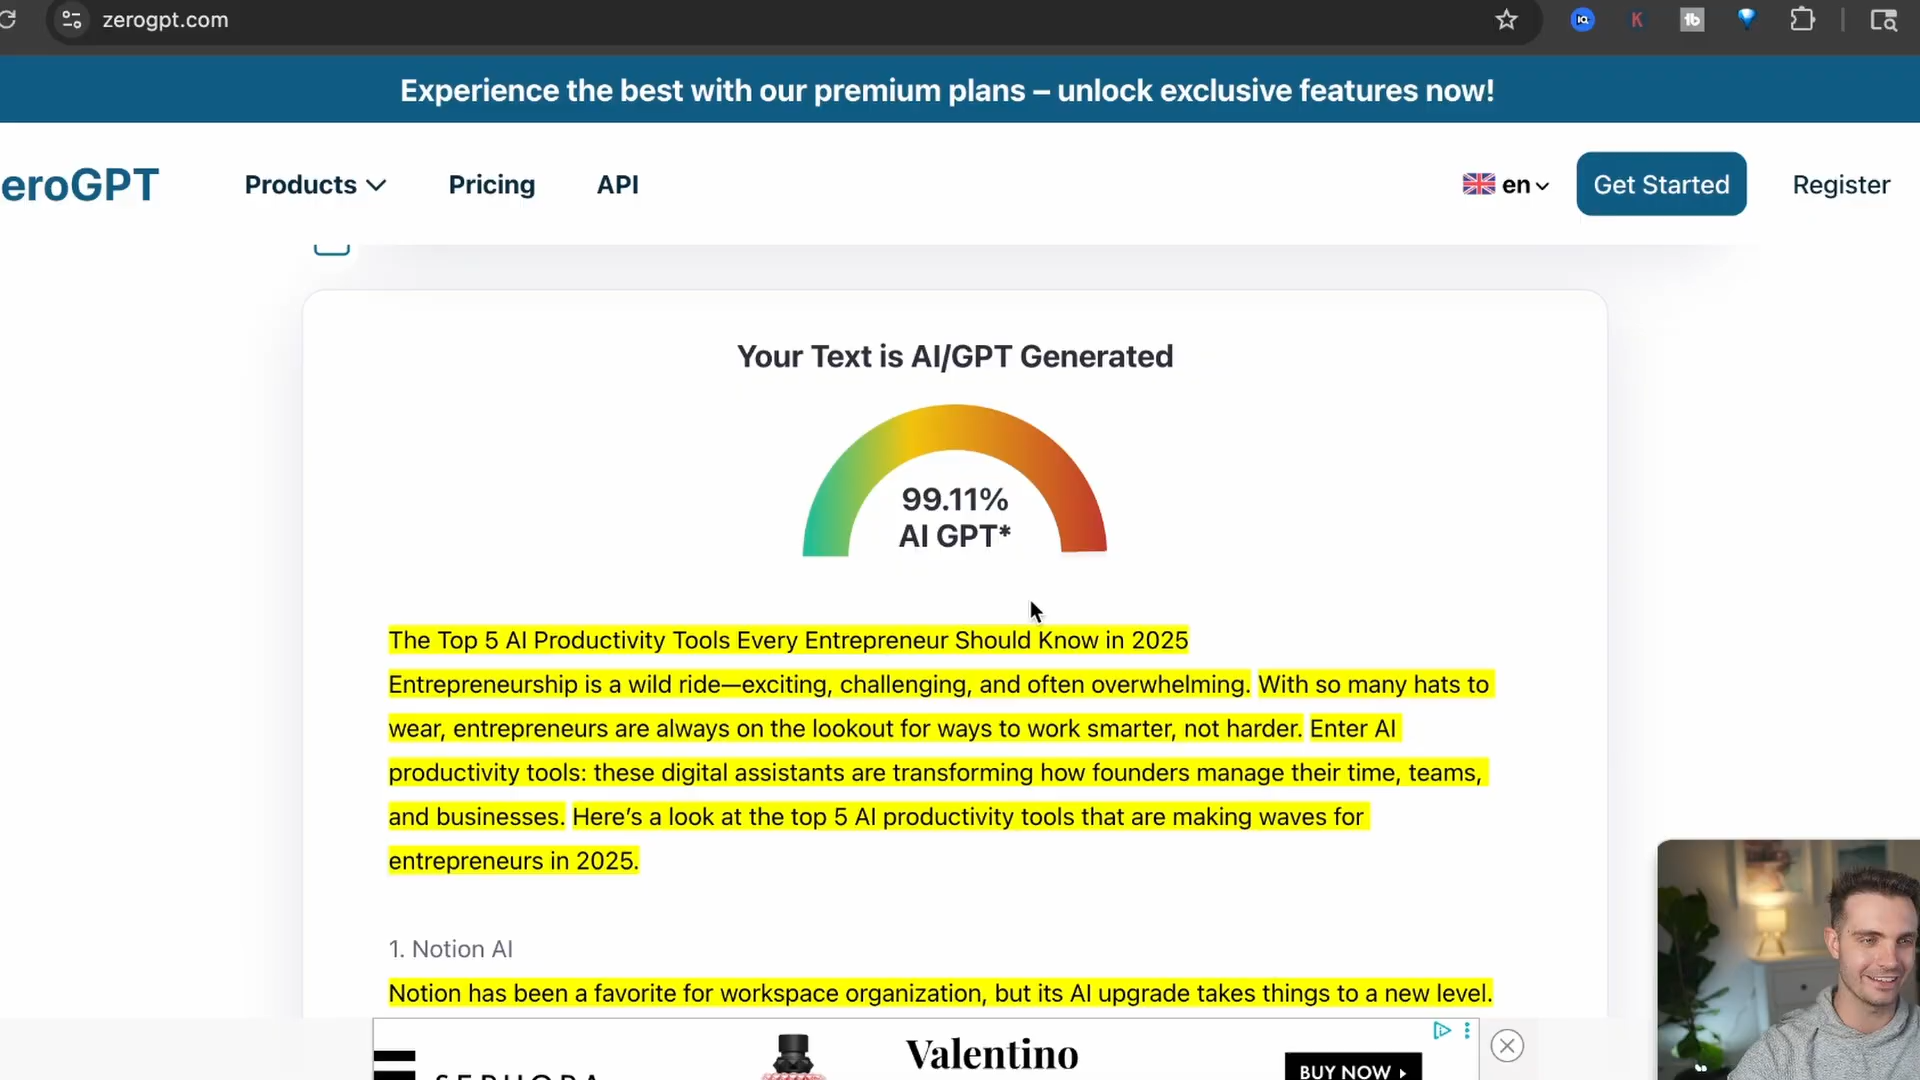 zerogpt.com
Experience the best with our premium plans – unlock exclusive features now!
eroGPT
Products
Pricing
API
en
Get Started
Register
Your Text is AI/GPT Generated
99.11%
AI GPT*
The Top 5 AI Productivity Tools Every Entrepreneur Should Know in 2025
Entrepreneurship is a wild ride—exciting, challenging, and often overwhelming. With so many hats to
wear, entrepreneurs are always on the lookout for ways to work smarter, not harder. Enter AI
productivity tools: these digital assistants are transforming how founders manage their time, teams,
and businesses. Here’s a look at the top 5 AI productivity tools that are making waves for
entrepreneurs in 2025.
1. Notion AI
Notion has been a favorite for workspace organization, but its AI upgrade takes things to a new level.
SEPHORA
Valentino
BUY NOW